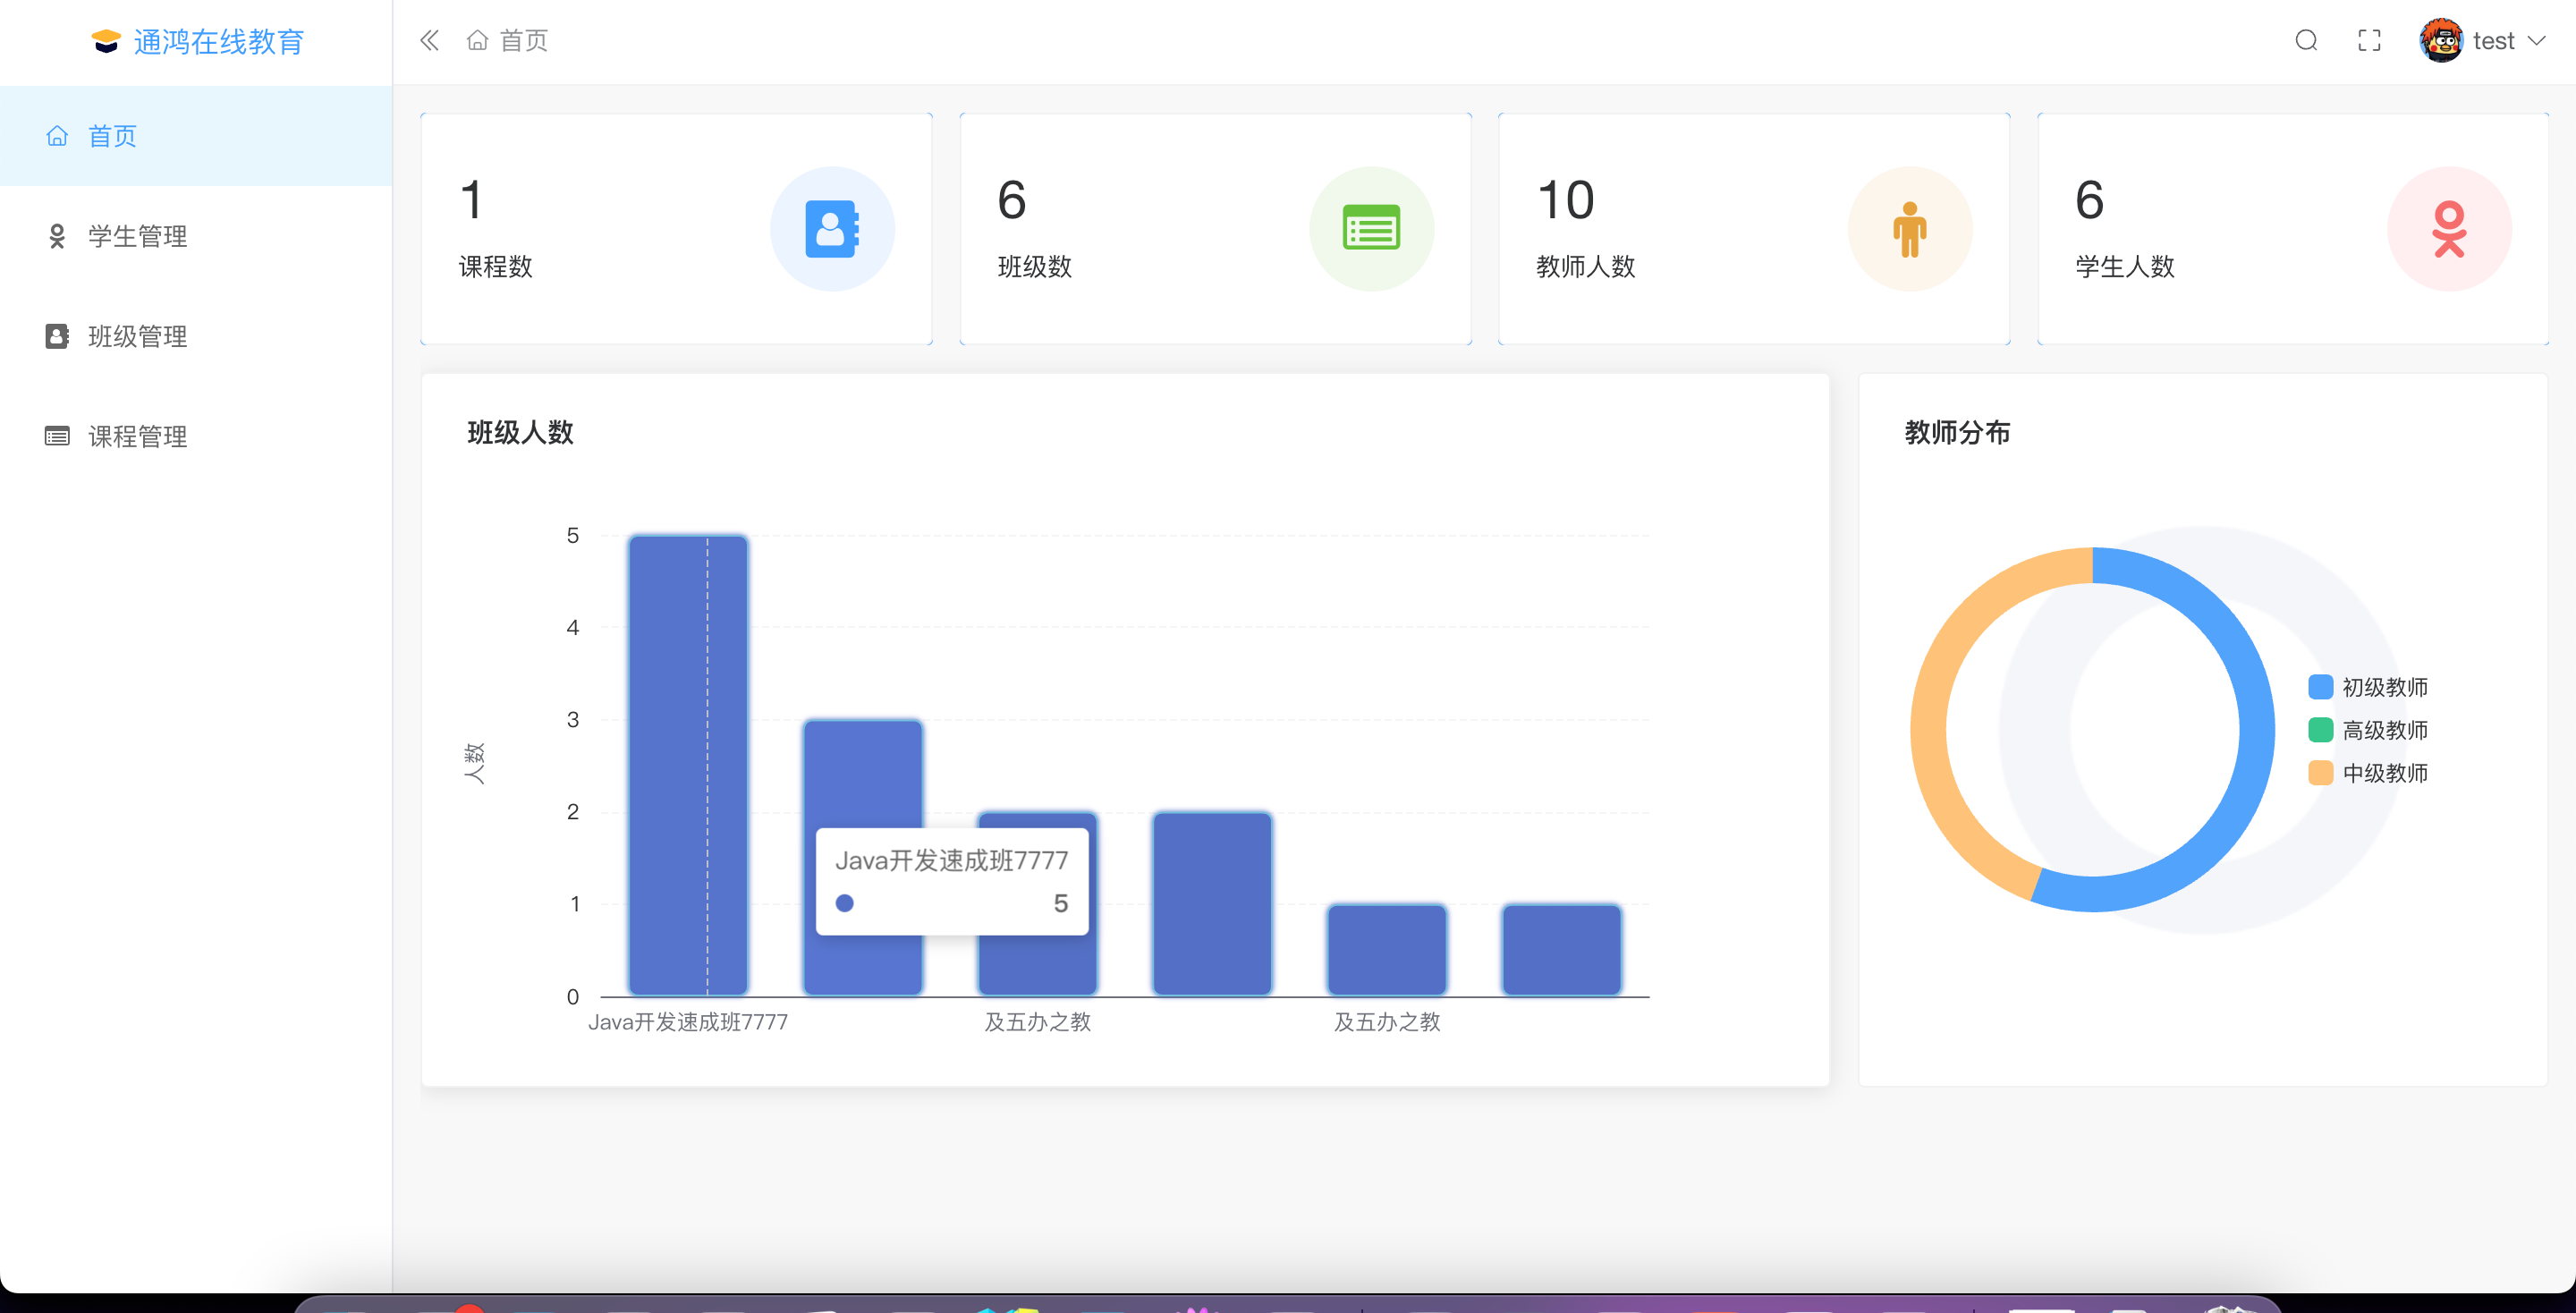 通鸿在线教育
首页
test
首页
学生管理
班级管理
课程管理
1
课程数
6
班级数
10
教师人数
6
学生人数
班级人数
人数
5
4
3
2
1
0
Java开发速成班7777
5
Java开发速成班7777
及五办之教
及五办之教
教师分布
初级教师
高级教师
中级教师